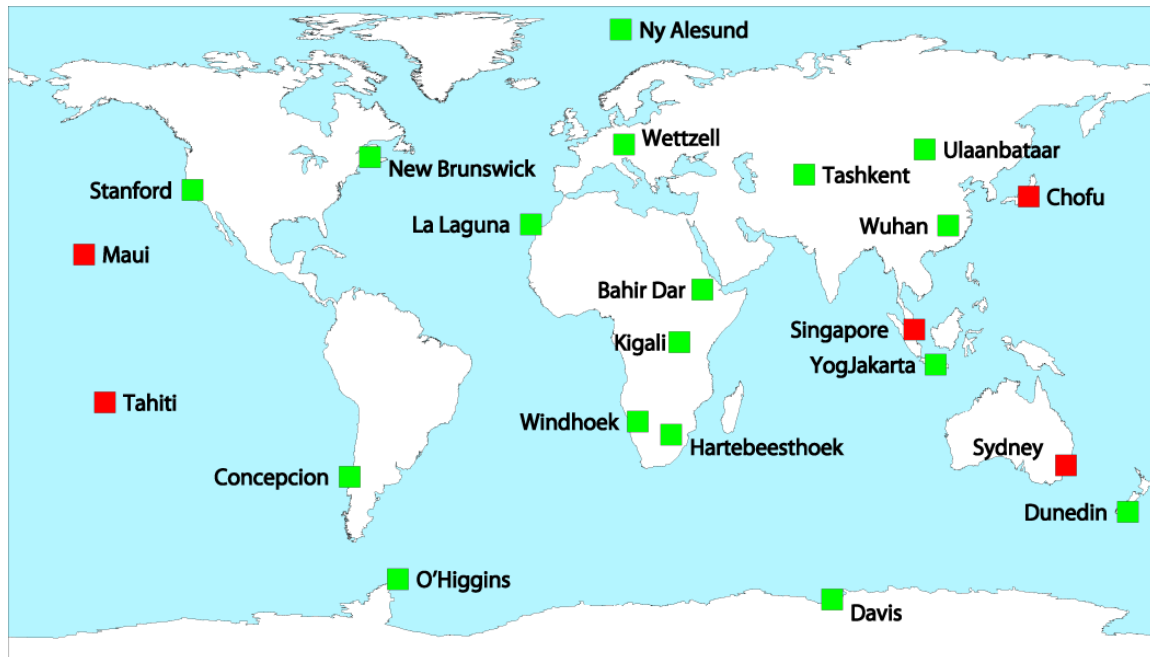 Ny Alesund
Wettzell
Ulaanbataar
New Brunswick
Tashkent
Stanford
Chofu
La Laguna
Wuhan
Maui
Bahir Dar
Singapore
Kigali
YogJakarta
Tahiti
Windhoek
Hartebeesthoek
Sydney
Concepcion
Dunedin
O'Higgins
Davis